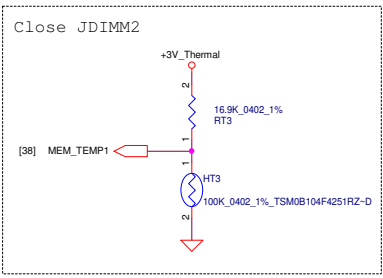 Close JDIMM2
+3V_Thermal
2
16.9K_0402_1%
RT3
1
[38] MEM_TEMP1
1
HT3
100K_0402_1%_TSM0B104F4251RZ~D
2